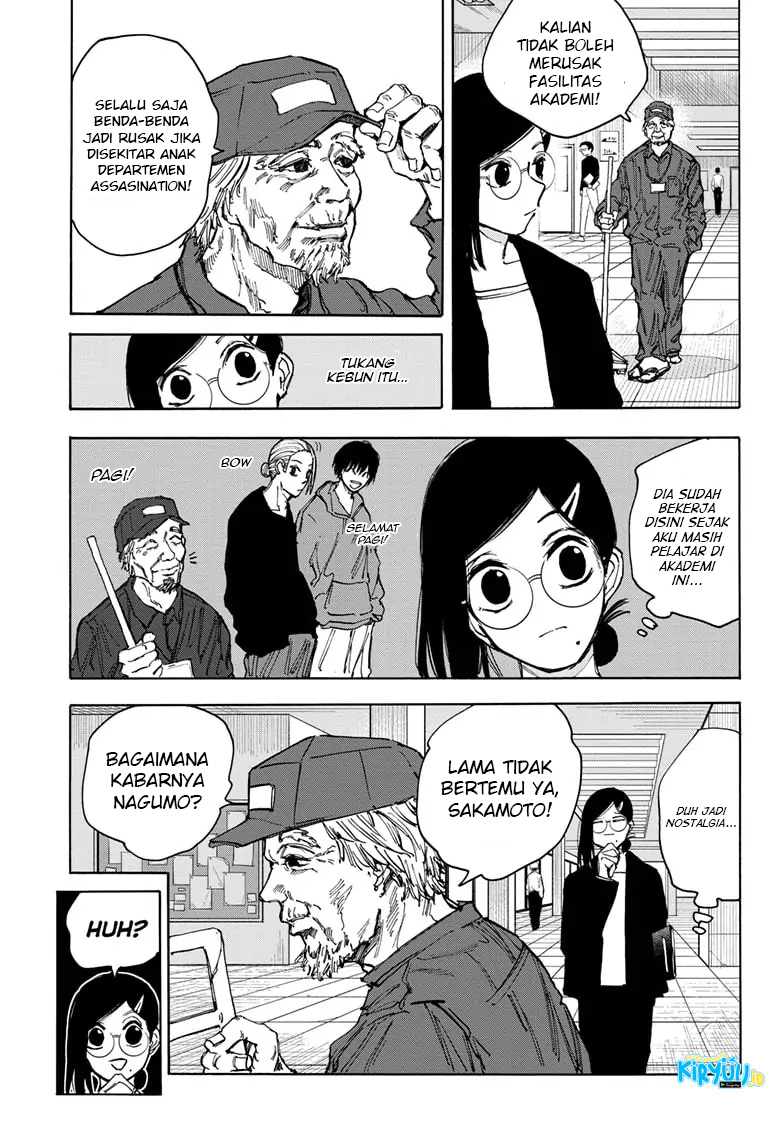 KALIAN
TIDAK BOLEH
MERUSAK
FASILITAS
AKADEMI!
SELALU SAJA
BENDA-BENDA
JADI RUSAK JIKA
DISEKITAR ANAK
DEPARTEMEN
ASSASINATION!
TUKANG
KEBUN ITU...
DIA SUDAH
BEKERJA
DISINI SEJAK
AKU MASIH
PELAJAR DI
AKADEMI
INI...
SELAMAT
PAGI!
BOW
PAGI!
DUH JADI
NOSTALGIA...
LAMA TIDAK
BERTEMU YA,
SAKAMOTO!
BAGAIMANA
KABARNYA
NAGUMO?
HUH?
KIRYUU.ID